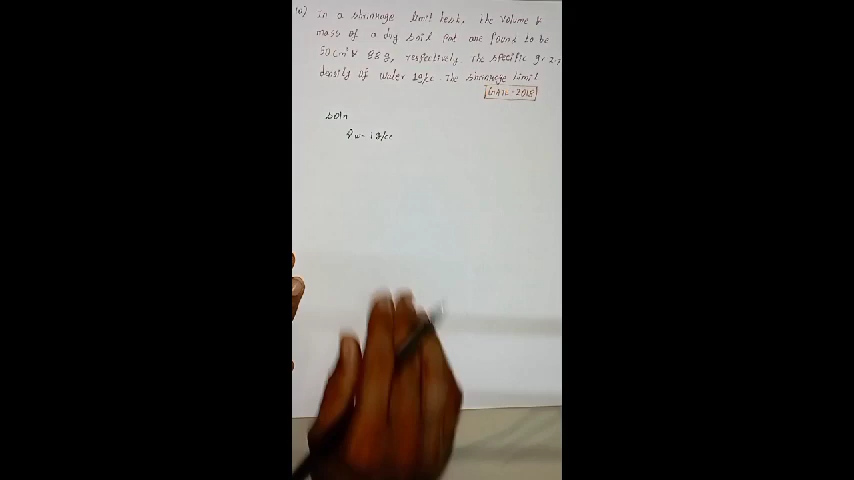 in a shrinkage limit test. The volume &
mass of a dry soil pat are found to be
50 cm³ & 88 g, respectively the specific gr 2.7
density of water 1g/cc the shrinkage limit
soln
ρw = 1 g/cc